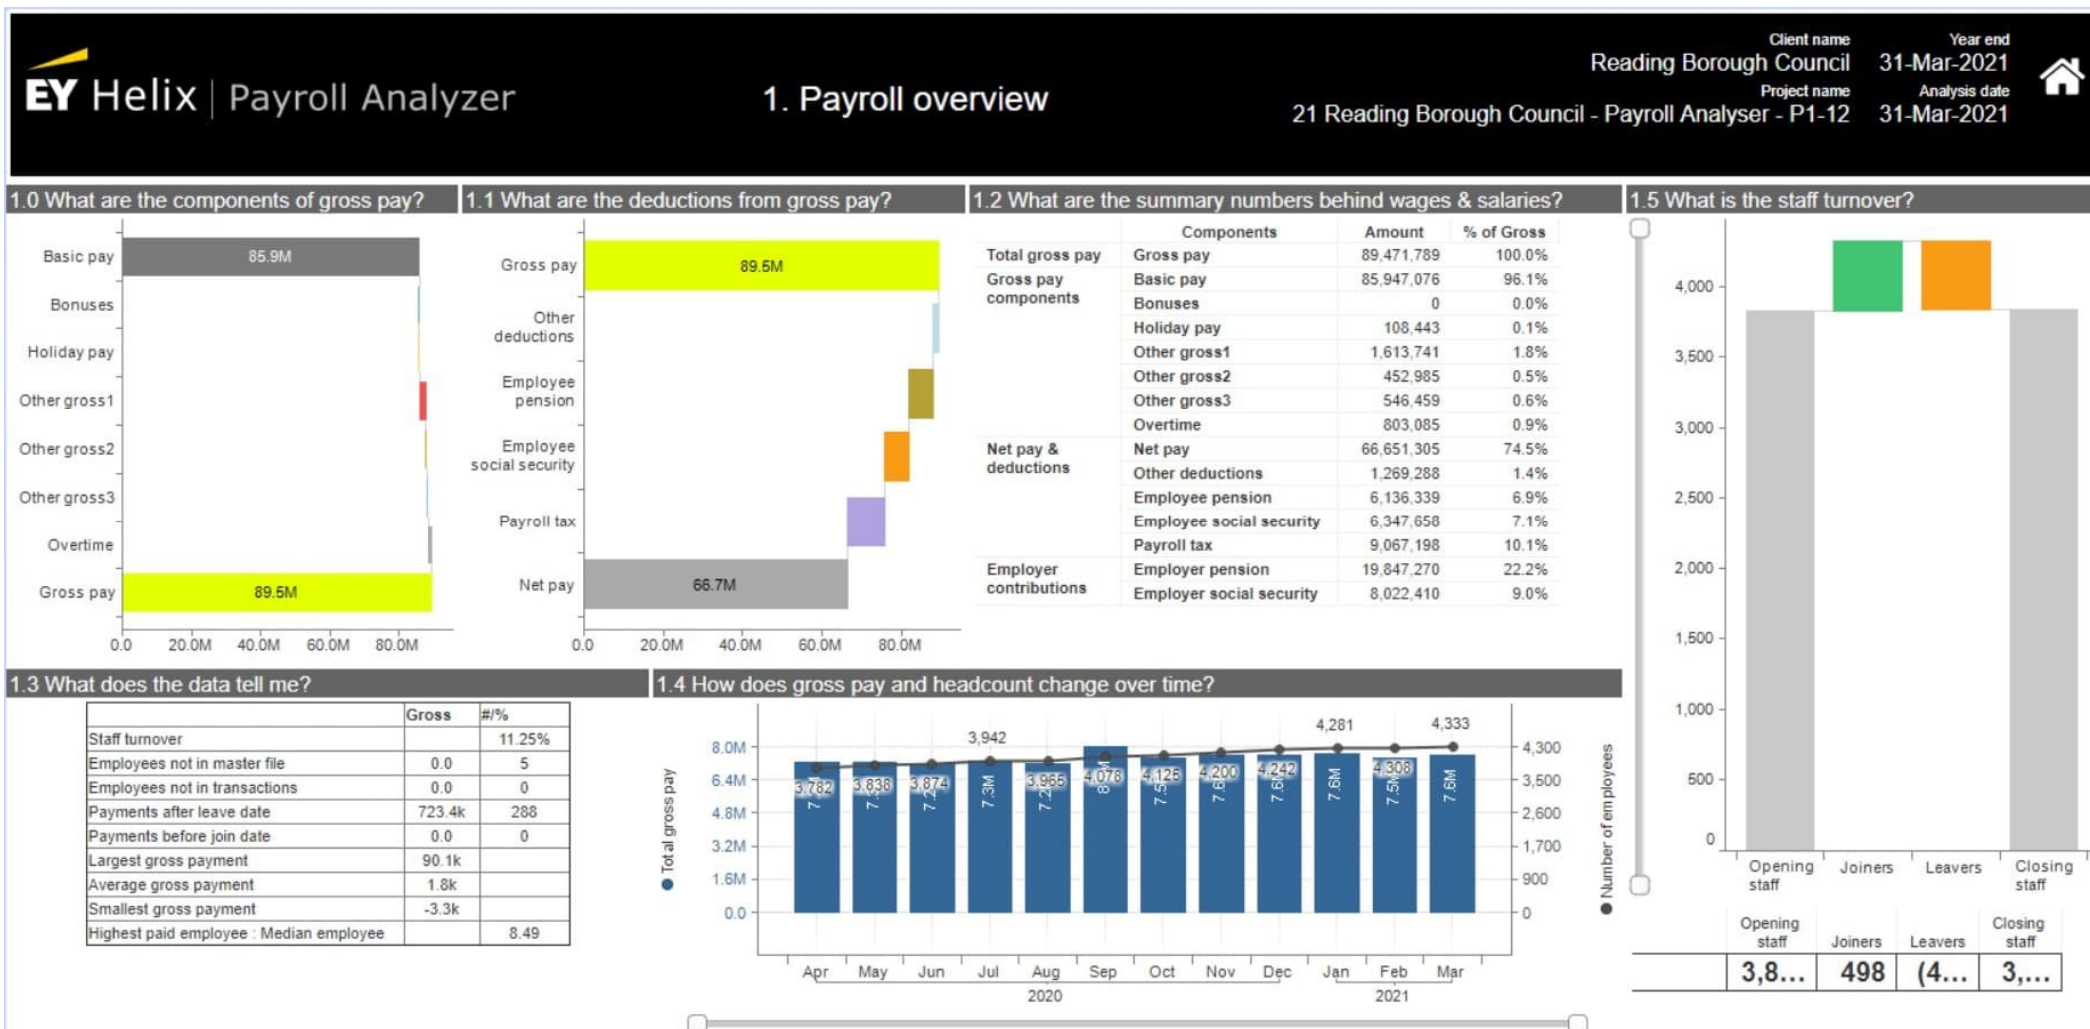 EY Helix | Payroll Analyzer
1. Payroll overview
Client name Year end
Reading Borough Council 31-Mar-2021
Project name Analysis date
21 Reading Borough Council - Payroll Analyser - P1-12 31-Mar-2021
1.0 What are the components of gross pay?
Basic pay 85.9M
Bonuses
Holiday pay
Other gross1
Other gross2
Other gross3
Overtime
Gross pay 89.5M
0.0 20.0M 40.0M 60.0M 80.0M
1.1 What are the deductions from gross pay?
Gross pay 89.5M
Other
deductions
Employee
pension
Employee
social security
Payroll tax
Net pay 66.7M
0.0 20.0M 40.0M 60.0M 80.0M
1.2 What are the summary numbers behind wages & salaries?
Components Amount % of Gross
Total gross pay Gross pay 89,471,789 100.0%
Gross pay Basic pay 85,947,076 96.1%
components
Bonuses 0 0.0%
Holiday pay 108,443 0.1%
Other gross1 1,613,741 1.8%
Other gross2 452,985 0.5%
Other gross3 546,459 0.6%
Overtime 803,085 0.9%
Net pay & Net pay 66,651,305 74.5%
deductions Other deductions 1,269,288 1.4%
Employee pension 6,136,339 6.9%
Employee social security 6,347,658 7.1%
Payroll tax 9,067,198 10.1%
Employer Employer pension 19,847,270 22.2%
contributions Employer social security 8,022,410 9.0%
1.5 What is the staff turnover?
4,000
3,500
3,000
2,500
2,000
1,500
1,000
500
0
Opening
staff
Joiners
Leavers
Closing
staff
Opening
staff
Joiners
Leavers
Closing
staff
3,8... 498 (4... 3,...
1.3 What does the data tell me?
Gross #/%
Staff turnover 11.25%
Employees not in master file 0.0 5
Employees not in transactions 0.0 0
Payments after leave date 723.4k 288
Payments before join date 0.0 0
Largest gross payment 90.1k
Average gross payment 1.8k
Smallest gross payment -3.3k
Highest paid employee : Median employee 8.49
1.4 How does gross pay and headcount change over time?
Total gross pay
8.0M
6.4M
4.8M
3.2M
1.6M
0.0
3,782 3,838 3,874 3,942 3,965 4,078 4,125 4,200 4,242 4,281 4,308 4,333
7.3M 7.6M 7.6M
4,300
3,500
2,600
1,700
900
0
Number of employees
Apr May Jun Jul Aug Sep Oct Nov Dec Jan Feb Mar
2020 2021